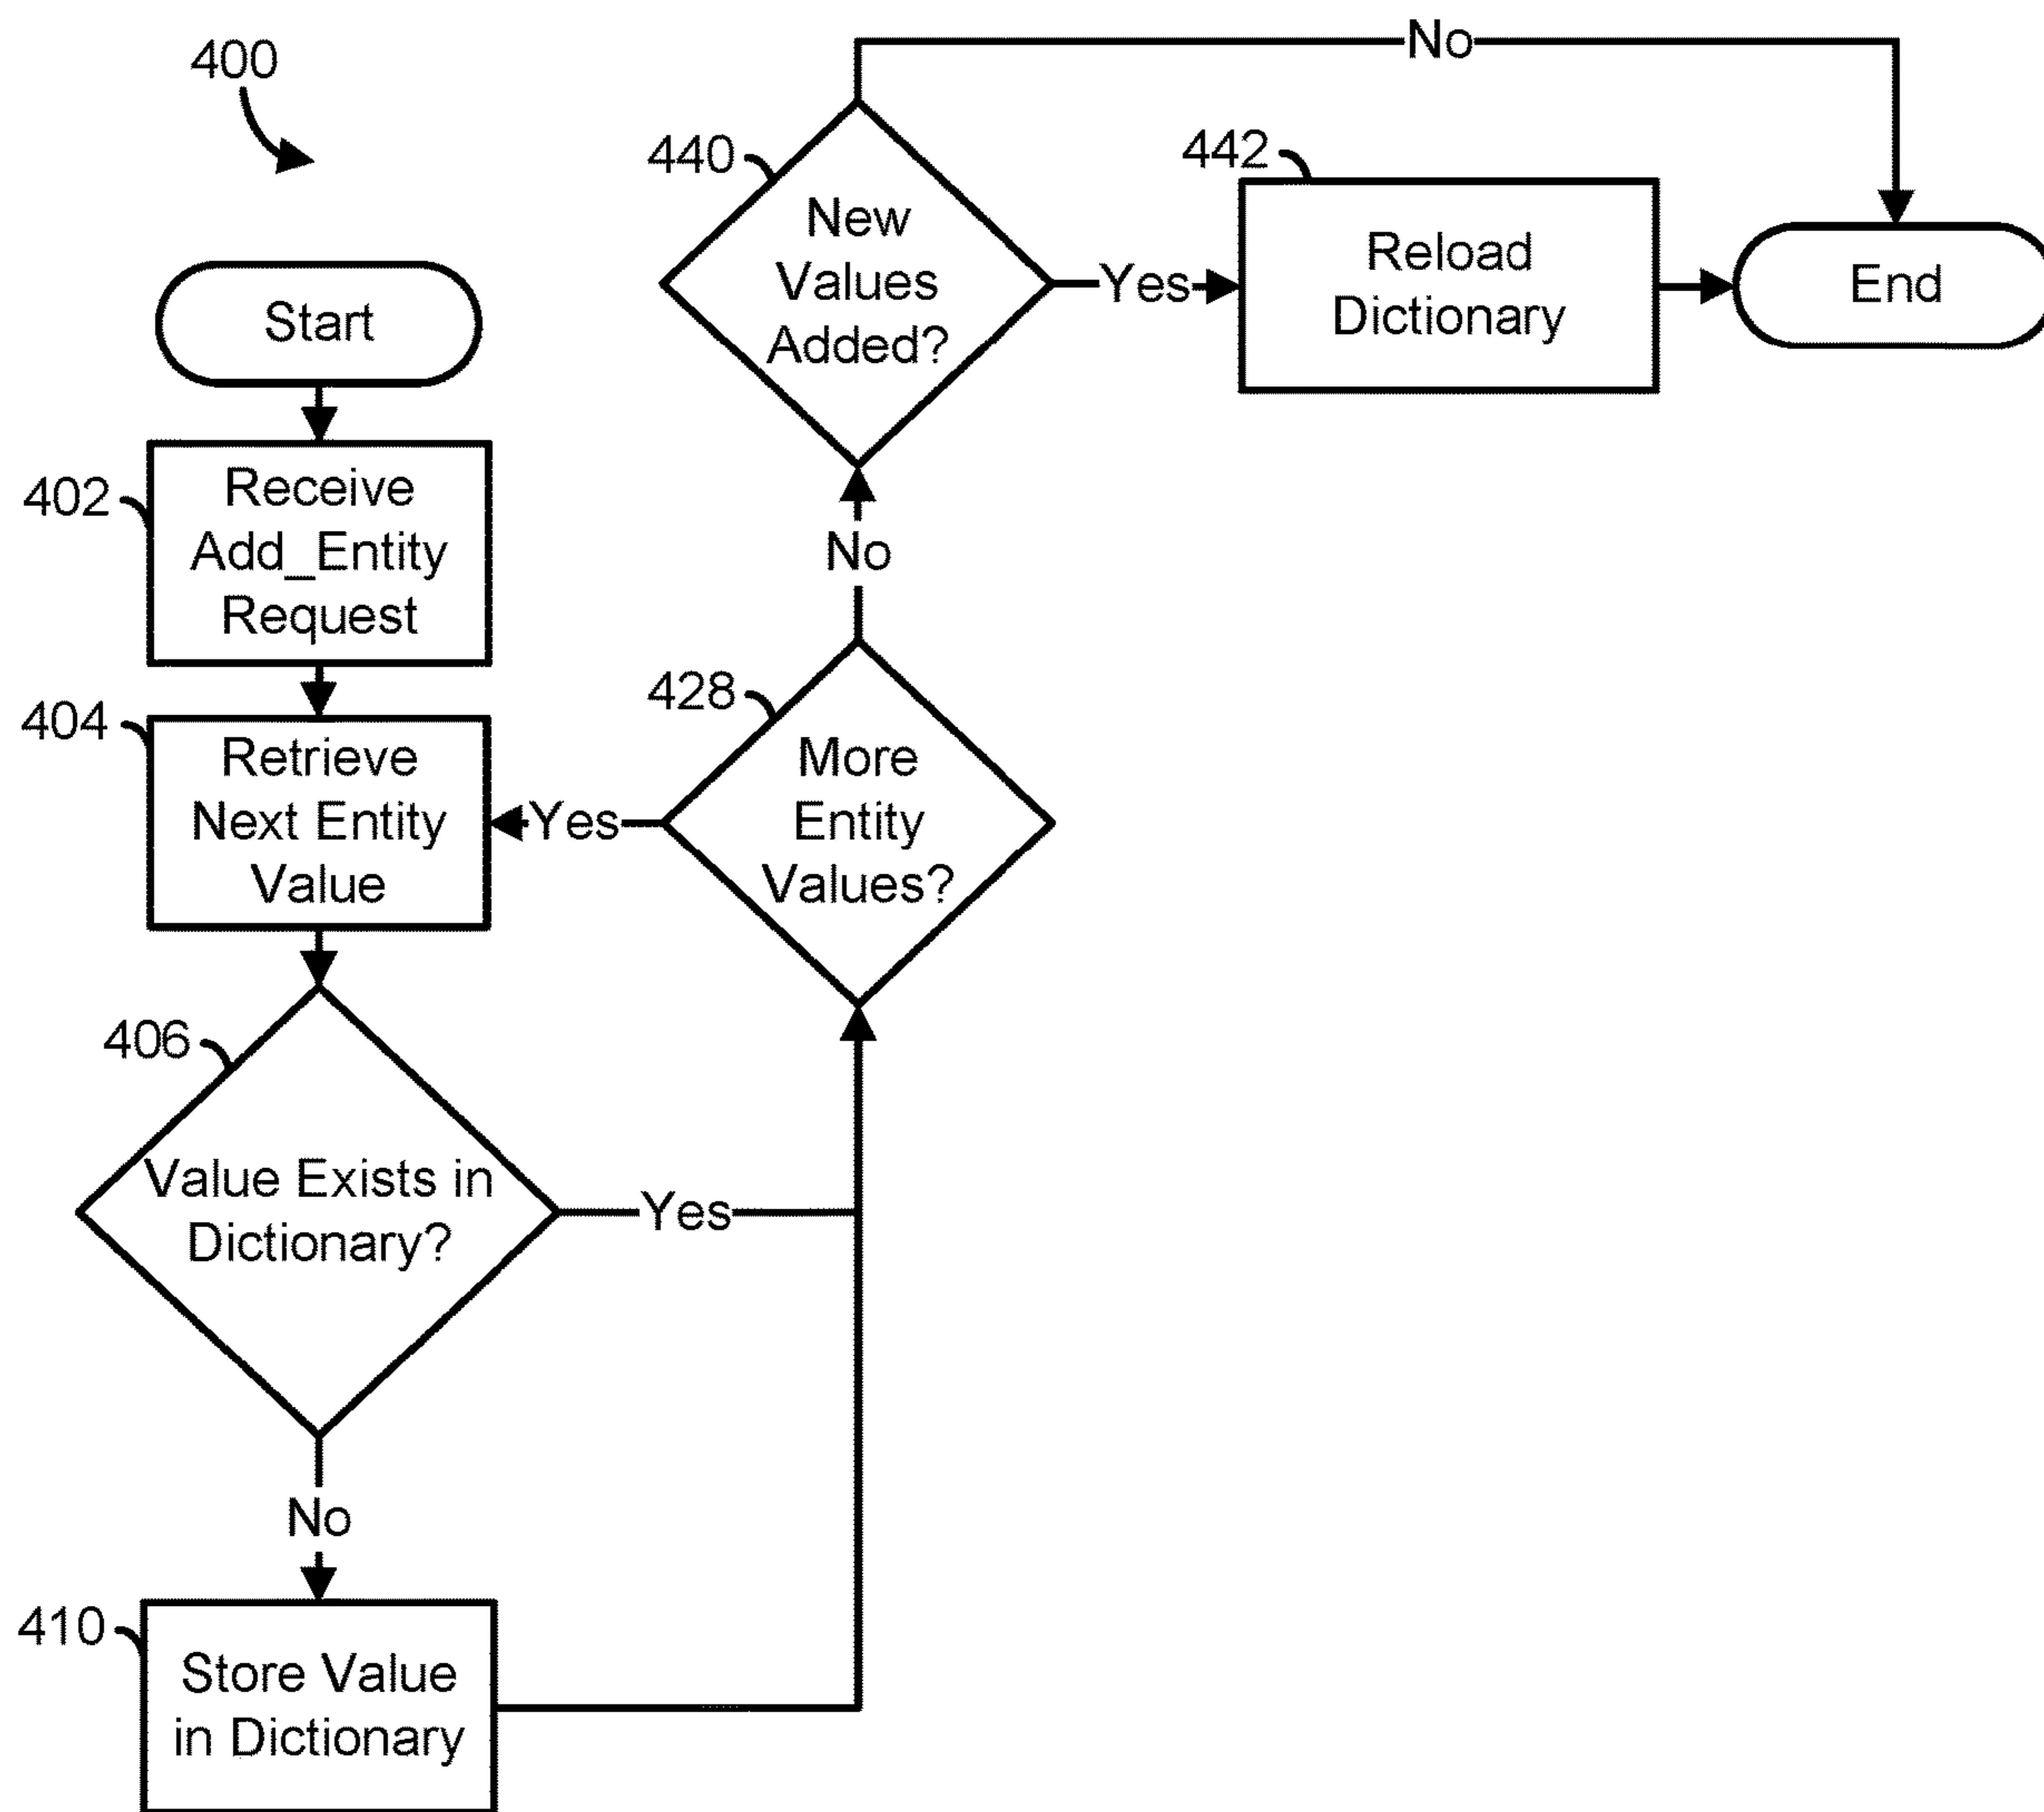 400
Start
402
Receive
Add_Entity
Request
404
Retrieve
Next Entity
Value
406
Value Exists in
Dictionary?
Yes
No
410
Store Value
in Dictionary
428
More
Entity
Values?
Yes
No
440
New
Values
Added?
No
Yes
442
Reload
Dictionary
End